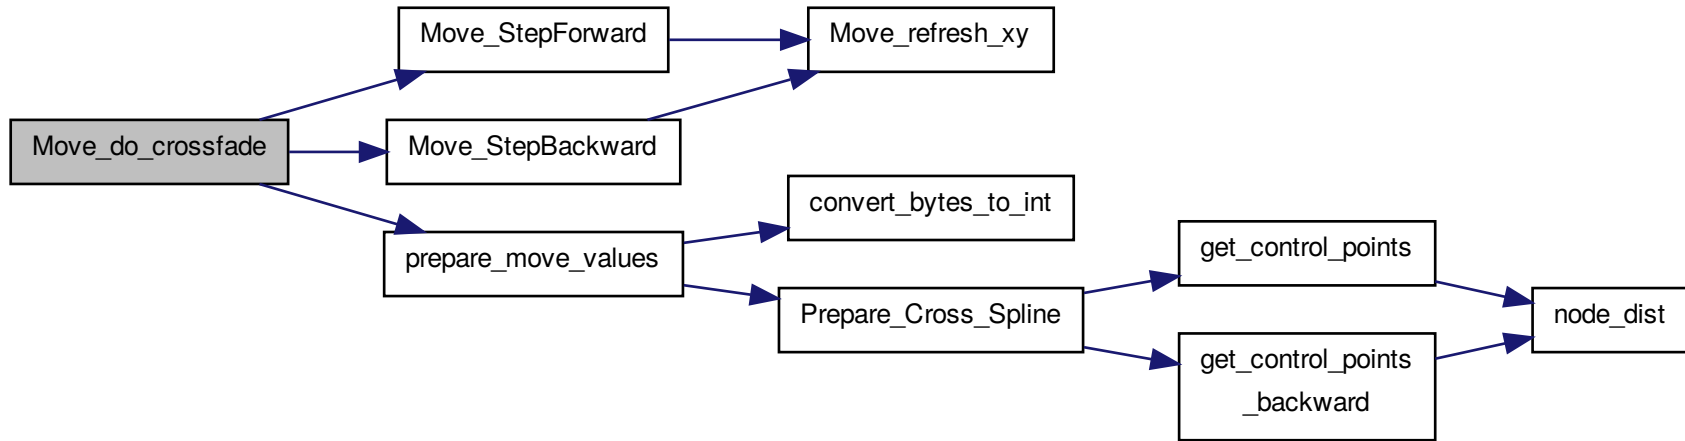 Move_do_crossfade
Move_StepForward
Move_StepBackward
prepare_move_values
Move_refresh_xy
convert_bytes_to_int
Prepare_Cross_Spline
get_control_points
get_control_points
_backward
node_dist